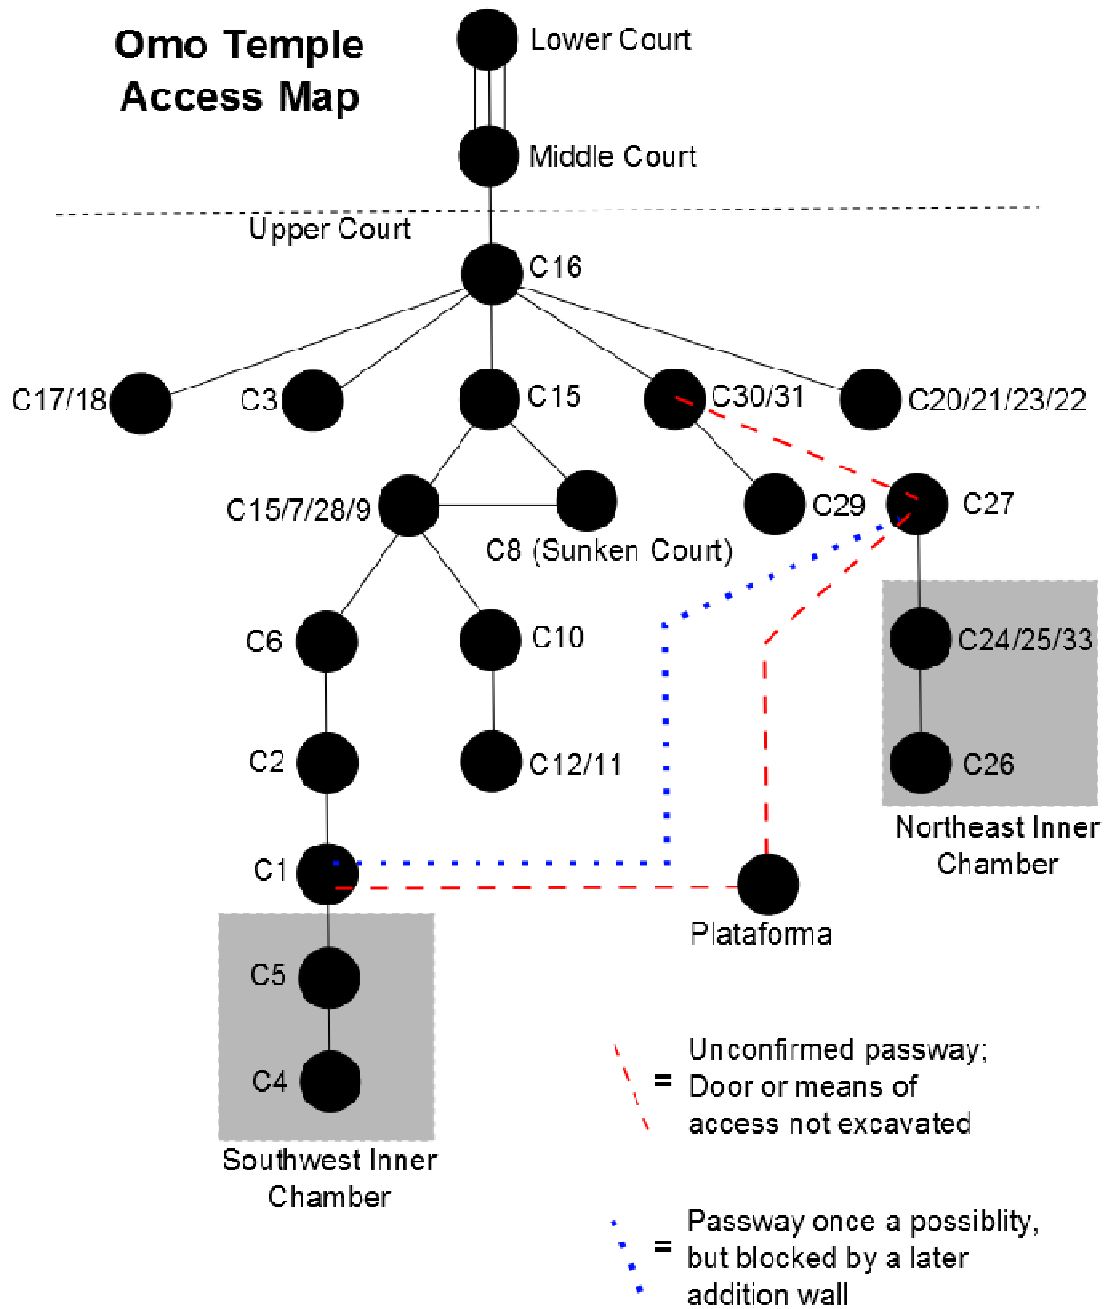 Omo Temple
Access Map
Lower Court
Middle Court
Upper Court
C16
C17/18
C3
C15
C30/31
C20/21/23/22
C15/7/28/9
C8 (Sunken Court)
C29
C27
C6
C10
C24/25/33
C2
C12/11
C26
Northeast Inner
Chamber
C1
Plataforma
C5
C4
Southwest Inner
Chamber
= Unconfirmed passway;
Door or means of
access not excavated
= Passway once a possiblity,
but blocked by a later
addition wall